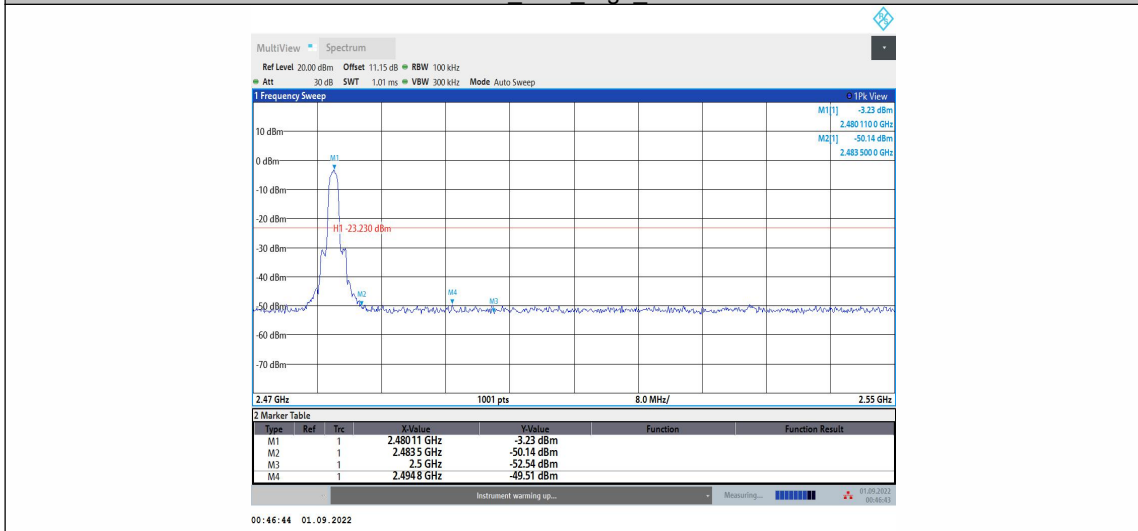 MultiView Spectrum
Ref Level 20.00 dBm Offset 11.15 dB RBW 100 kHz
Att 30 dB SWT 1.01 ms VBW 300 kHz Mode Auto Sweep
1 Frequency Sweep 1Pk View
M1[1] -3.23 dBm
2.480 110 0 GHz
M2[1] -50.14 dBm
2.483 500 0 GHz
10 dBm
0 dBm
M1
-10 dBm
-20 dBm
H1 -23.230 dBm
-30 dBm
-40 dBm
M2 M4 M3
-50 dBm
-60 dBm
-70 dBm
2.47 GHz 1001 pts 8.0 MHz/ 2.55 GHz
2 Marker Table
Type Ref Trc X-Value Y-Value Function Function Result
M1 1 2.48011 GHz -3.23 dBm
M2 1 2.4835 GHz -50.14 dBm
M3 1 2.5 GHz -52.54 dBm
M4 1 2.4948 GHz -49.51 dBm
Instrument warming up... Measuring... 01.09.2022
00:46:43
00:46:44 01.09.2022